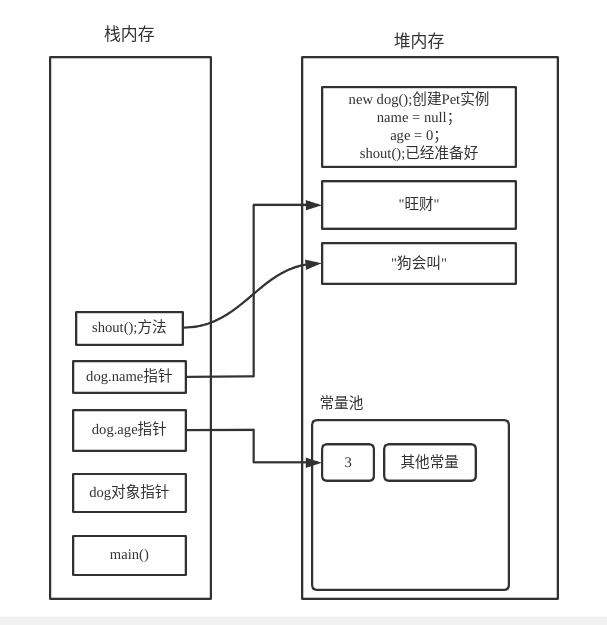 栈内存
堆内存
new dog();创建Pet实例
name = null；
age = 0；
shout();已经准备好
"旺财"
"狗会叫"
shout();方法
dog.name指针
dog.age指针
dog对象指针
main()
常量池
3
其他常量